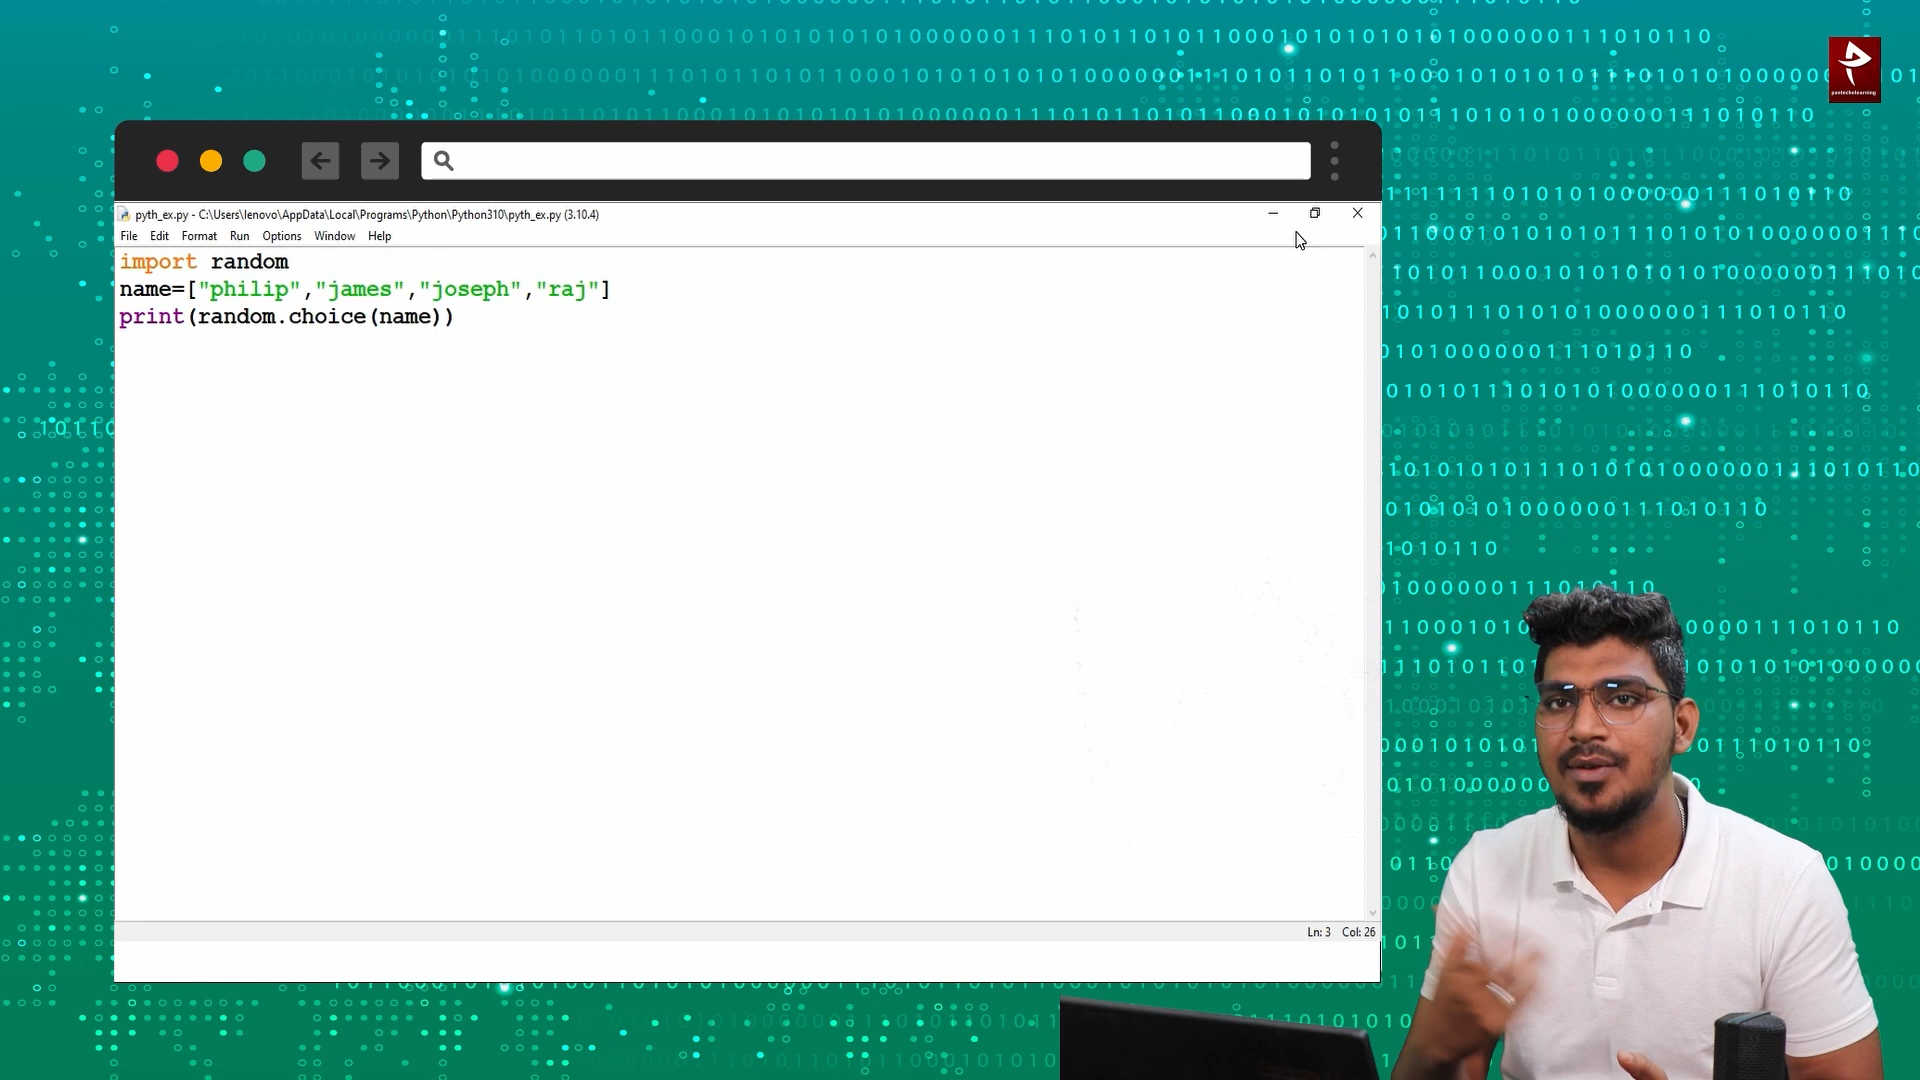 pantechelearning
pyth_ex.py - C:\Users\lenovo\AppData\Local\Programs\Python\Python310\pyth_ex.py (3.10.4)
File Edit Format Run Options Window Help
import random
name=["philip","james","joseph","raj"]
print(random.choice(name))
Ln: 3 Col: 26